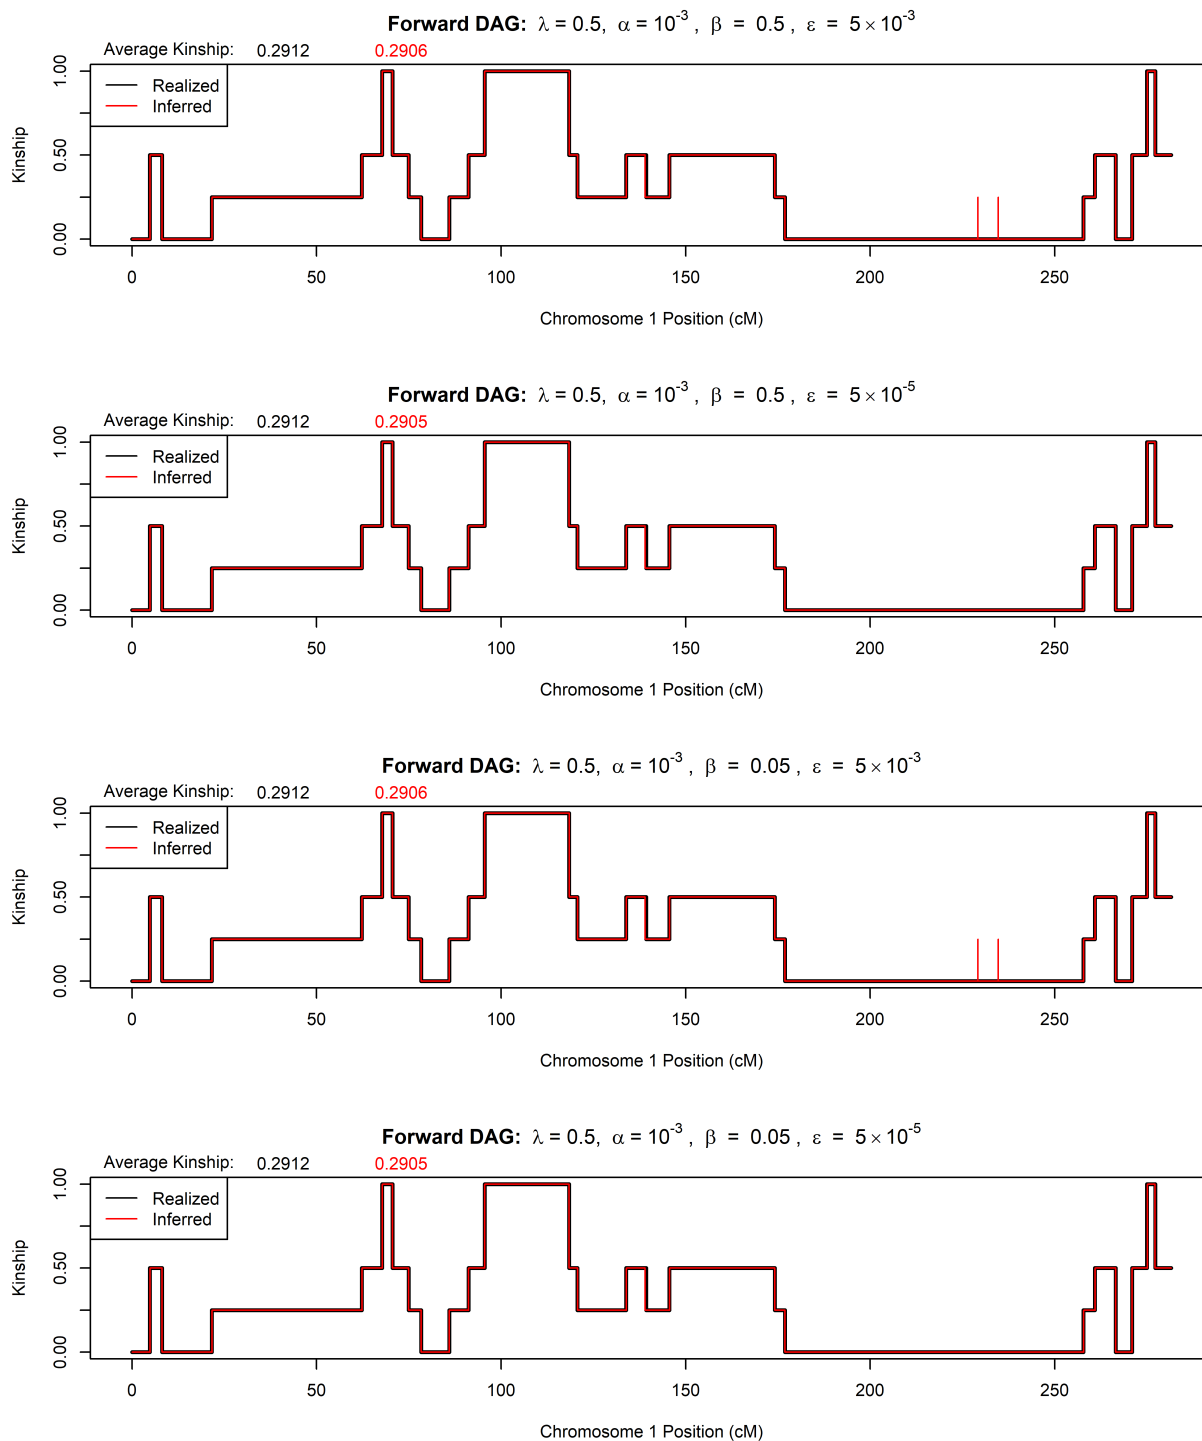 Forward DAG: λ = 0.5, α = 10⁻³ , β = 0.5 , ε = 5 × 10⁻³
Average Kinship: 0.2912 0.2906
Realized
Inferred
Kinship
1.00
0.50
0.00
0 50 100 150 200 250
Chromosome 1 Position (cM)
Forward DAG: λ = 0.5, α = 10⁻³ , β = 0.5 , ε = 5 × 10⁻⁵
Average Kinship: 0.2912 0.2905
Realized
Inferred
Kinship
1.00
0.50
0.00
0 50 100 150 200 250
Chromosome 1 Position (cM)
Forward DAG: λ = 0.5, α = 10⁻³ , β = 0.05 , ε = 5 × 10⁻³
Average Kinship: 0.2912 0.2906
Realized
Inferred
Kinship
1.00
0.50
0.00
0 50 100 150 200 250
Chromosome 1 Position (cM)
Forward DAG: λ = 0.5, α = 10⁻³ , β = 0.05 , ε = 5 × 10⁻⁵
Average Kinship: 0.2912 0.2905
Realized
Inferred
Kinship
1.00
0.50
0.00
0 50 100 150 200 250
Chromosome 1 Position (cM)